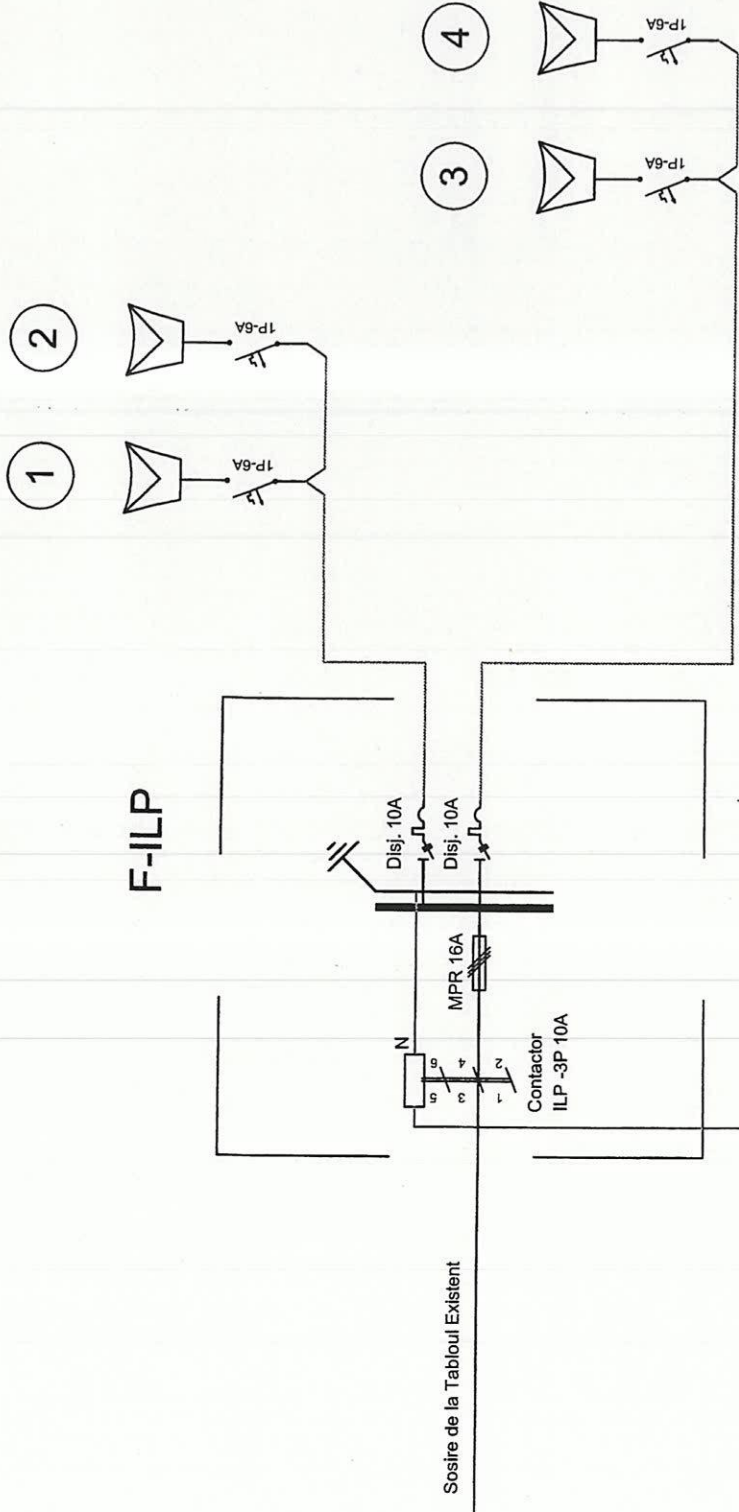 F-ILP
1
2
3
4
1P-6A
1P-6A
1P-6A
1P-6A
Disj. 10A
Disj. 10A
MPR 16A
N
5 6
3 4
1 2
Contactor
ILP -3P 10A
Sosire de la Tabloul Existent